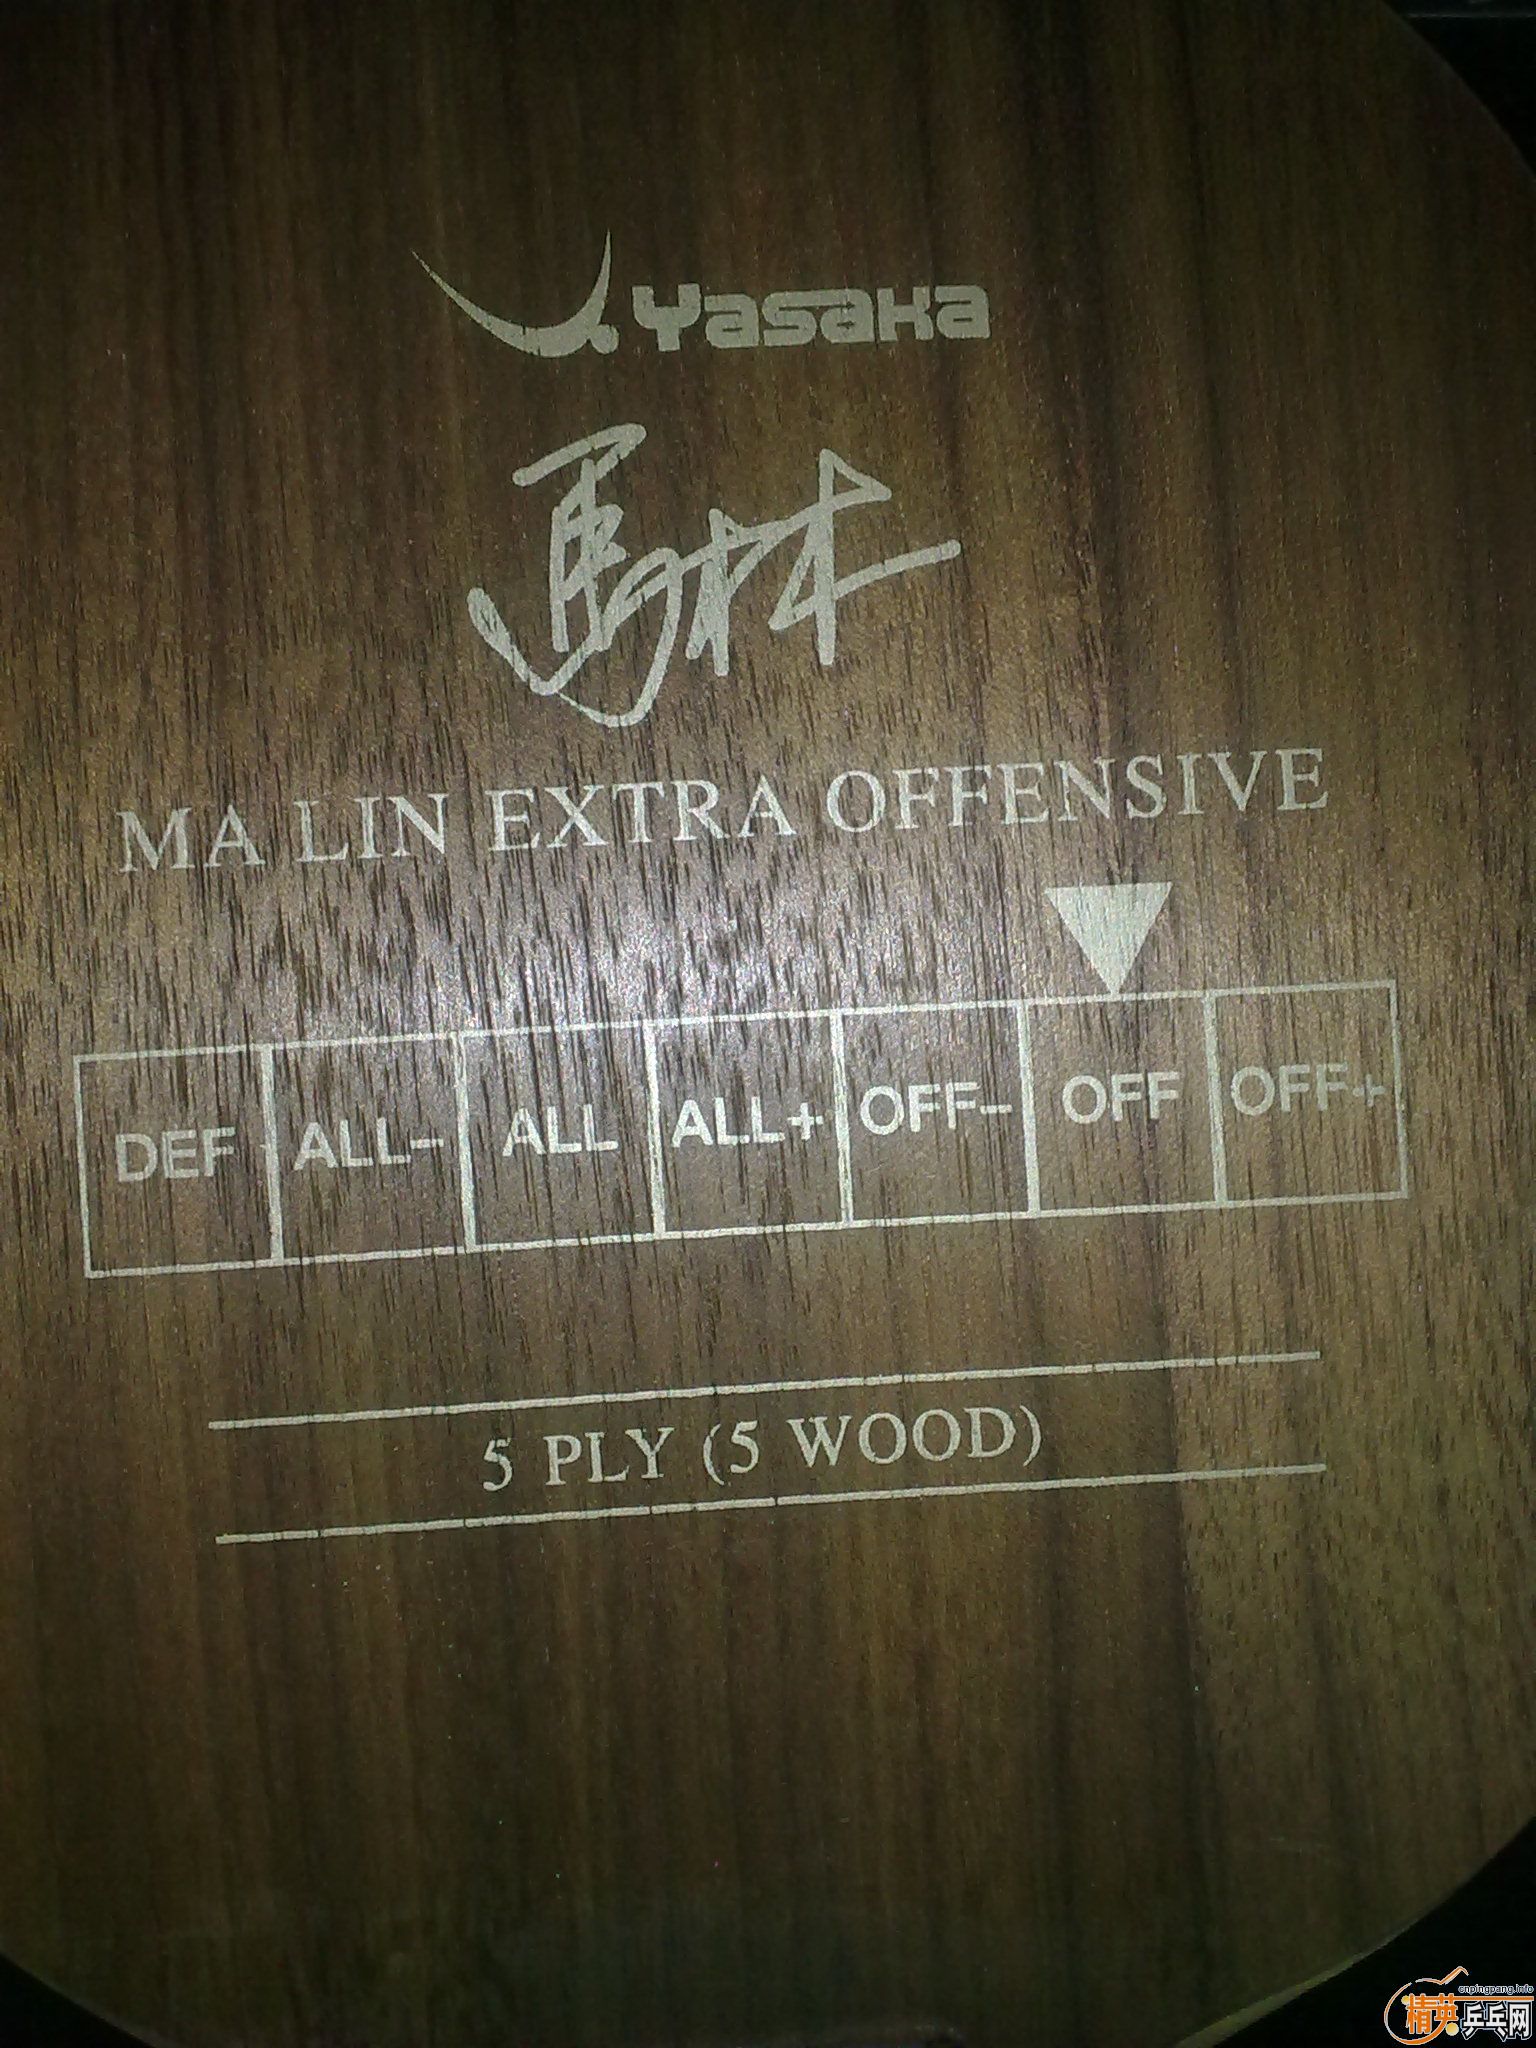 Yasaka
馬林
MA LIN EXTRA OFFENSIVE
DEF ALL- ALL ALL+ OFF- OFF OFF+
5 PLY (5 WOOD)
cnpingpang.info
精英乒乓网